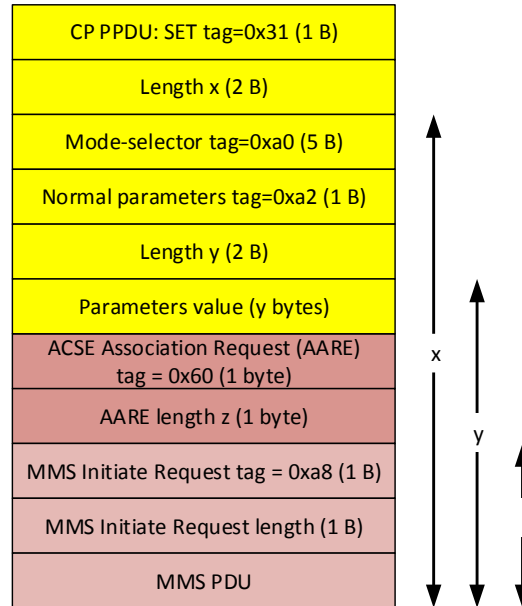 CP PPDU: SET tag=0x31 (1 B)
Length x (2 B)
Mode-selector tag=0xa0 (5 B)
Normal parameters tag=0xa2 (1 B)
Length y (2 B)
Parameters value (y bytes)
ACSE Association Request (AARE)
tag = 0x60 (1 byte)
AARE length z (1 byte)
MMS Initiate Request tag = 0xa8 (1 B)
MMS Initiate Request length (1 B)
MMS PDU
x
y